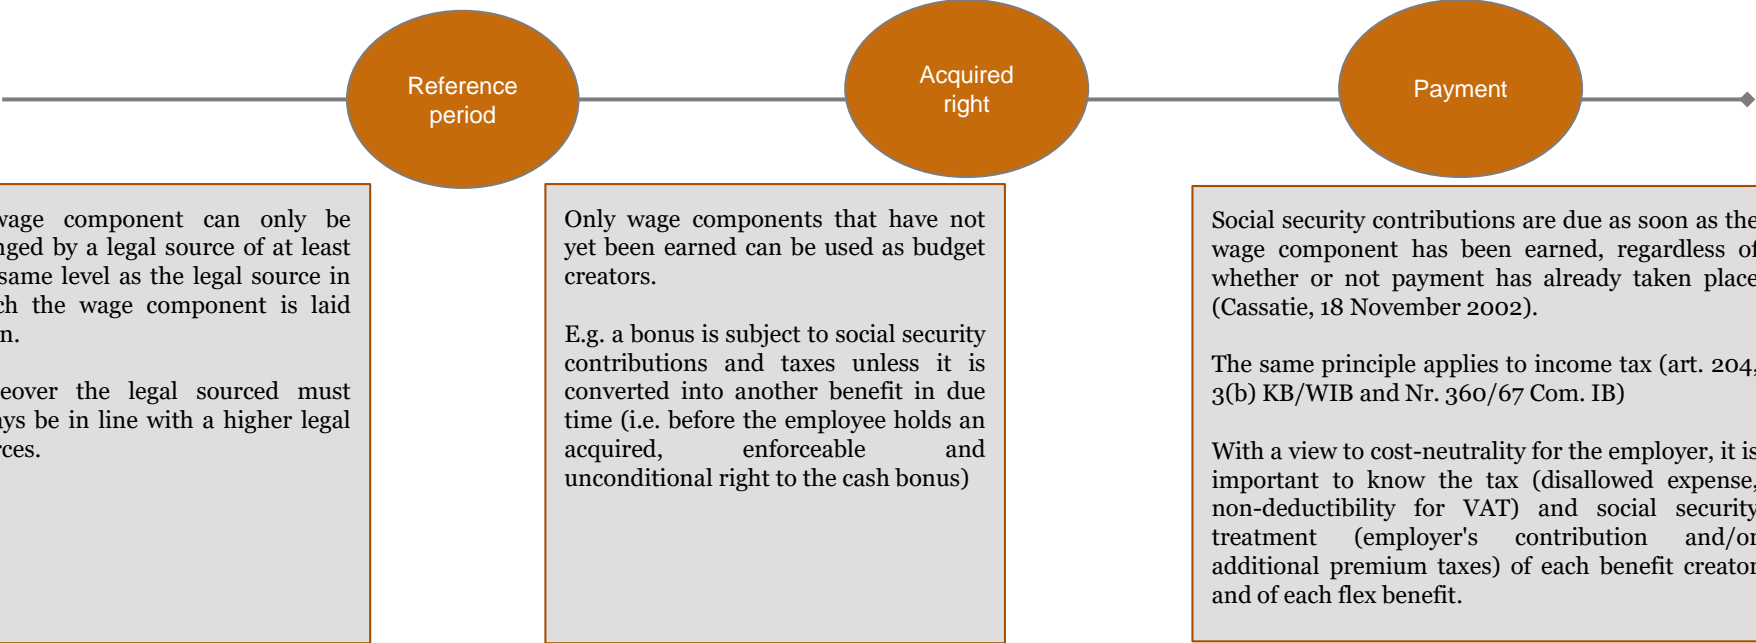 Reference
period
Acquired
right
Payment
wage component can only be
nged by a legal source of at least
same level as the legal source in
ch the wage component is laid
n.
eover the legal sourced must
ys be in line with a higher legal
rces.
Only wage components that have not
yet been earned can be used as budget
creators.
E.g. a bonus is subject to social security
contributions and taxes unless it is
converted into another benefit in due
time (i.e. before the employee holds an
acquired, enforceable and
unconditional right to the cash bonus)
Social security contributions are due as soon as the
wage component has been earned, regardless of
whether or not payment has already taken place
(Cassatie, 18 November 2002).
The same principle applies to income tax (art. 204,
3(b) KB/WIB and Nr. 360/67 Com. IB)
With a view to cost-neutrality for the employer, it is
important to know the tax (disallowed expense,
non-deductibility for VAT) and social security
treatment (employer's contribution and/or
additional premium taxes) of each benefit creator
and of each flex benefit.